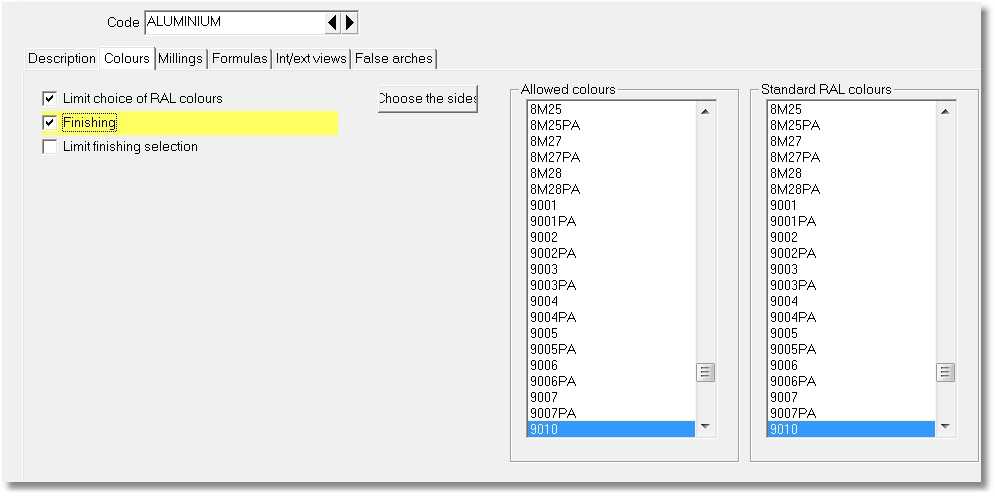 Code ALUMINIUM
Description Colours Millings Formulas Int/ext views False arches
Limit choice of RAL colours
Finishing
Limit finishing selection
Choose the sides
Allowed colours
8M25
8M25PA
8M27
8M27PA
8M28
8M28PA
9001
9001PA
9002
9002PA
9003
9003PA
9004
9004PA
9005
9005PA
9006
9006PA
9007
9007PA
9010
Standard RAL colours
8M25
8M25PA
8M27
8M27PA
8M28
8M28PA
9001
9001PA
9002
9002PA
9003
9003PA
9004
9004PA
9005
9005PA
9006
9006PA
9007
9007PA
9010